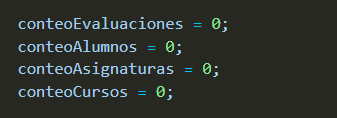 conteoEvaluaciones = 0;
conteoAlumnos = 0;
conteoAsignaturas = 0;
conteoCursos = 0;